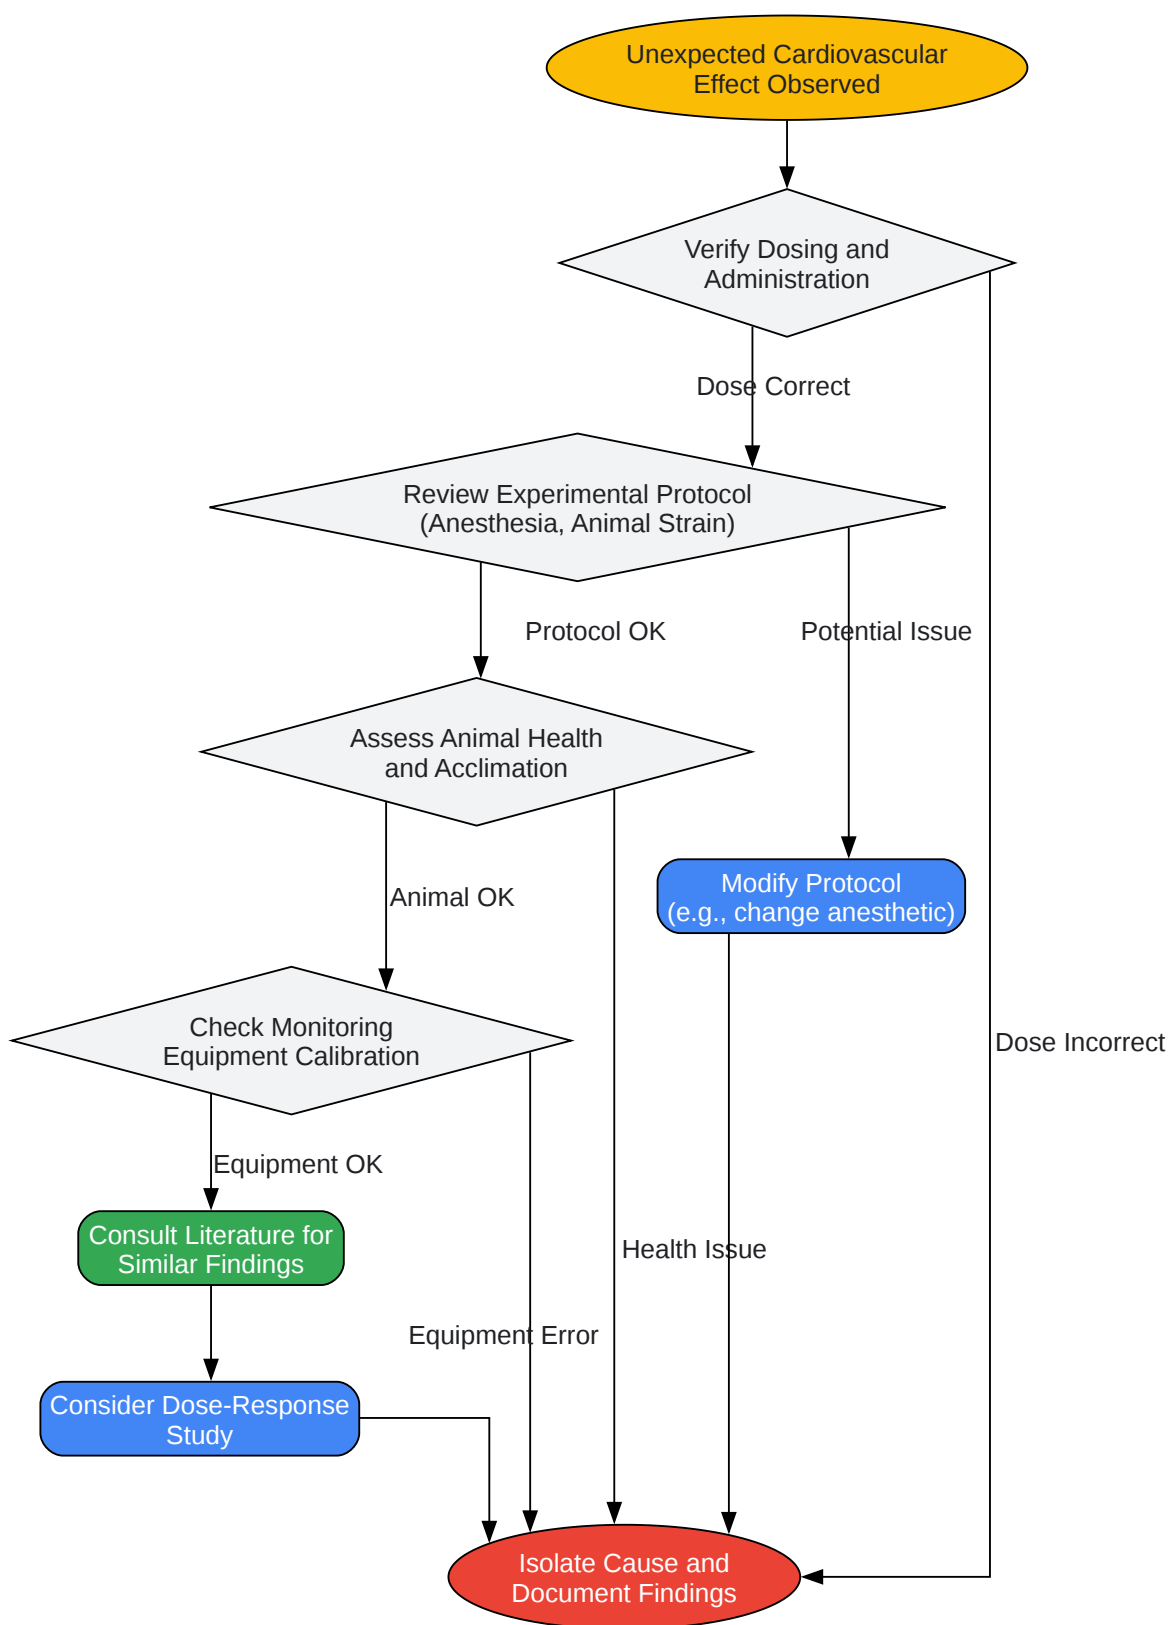 Unexpected Cardiovascular
Effect Observed
Verify Dosing and
Administration
Dose Correct
Review Experimental Protocol
(Anesthesia, Animal Strain)
Protocol OK
Potential Issue
Assess Animal Health
and Acclimation
Animal OK
Modify Protocol
(e.g., change anesthetic)
Check Monitoring
Equipment Calibration
Dose Incorrect
Equipment OK
Consult Literature for
Similar Findings
Health Issue
Equipment Error
Consider Dose-Response
Study
Isolate Cause and
Document Findings